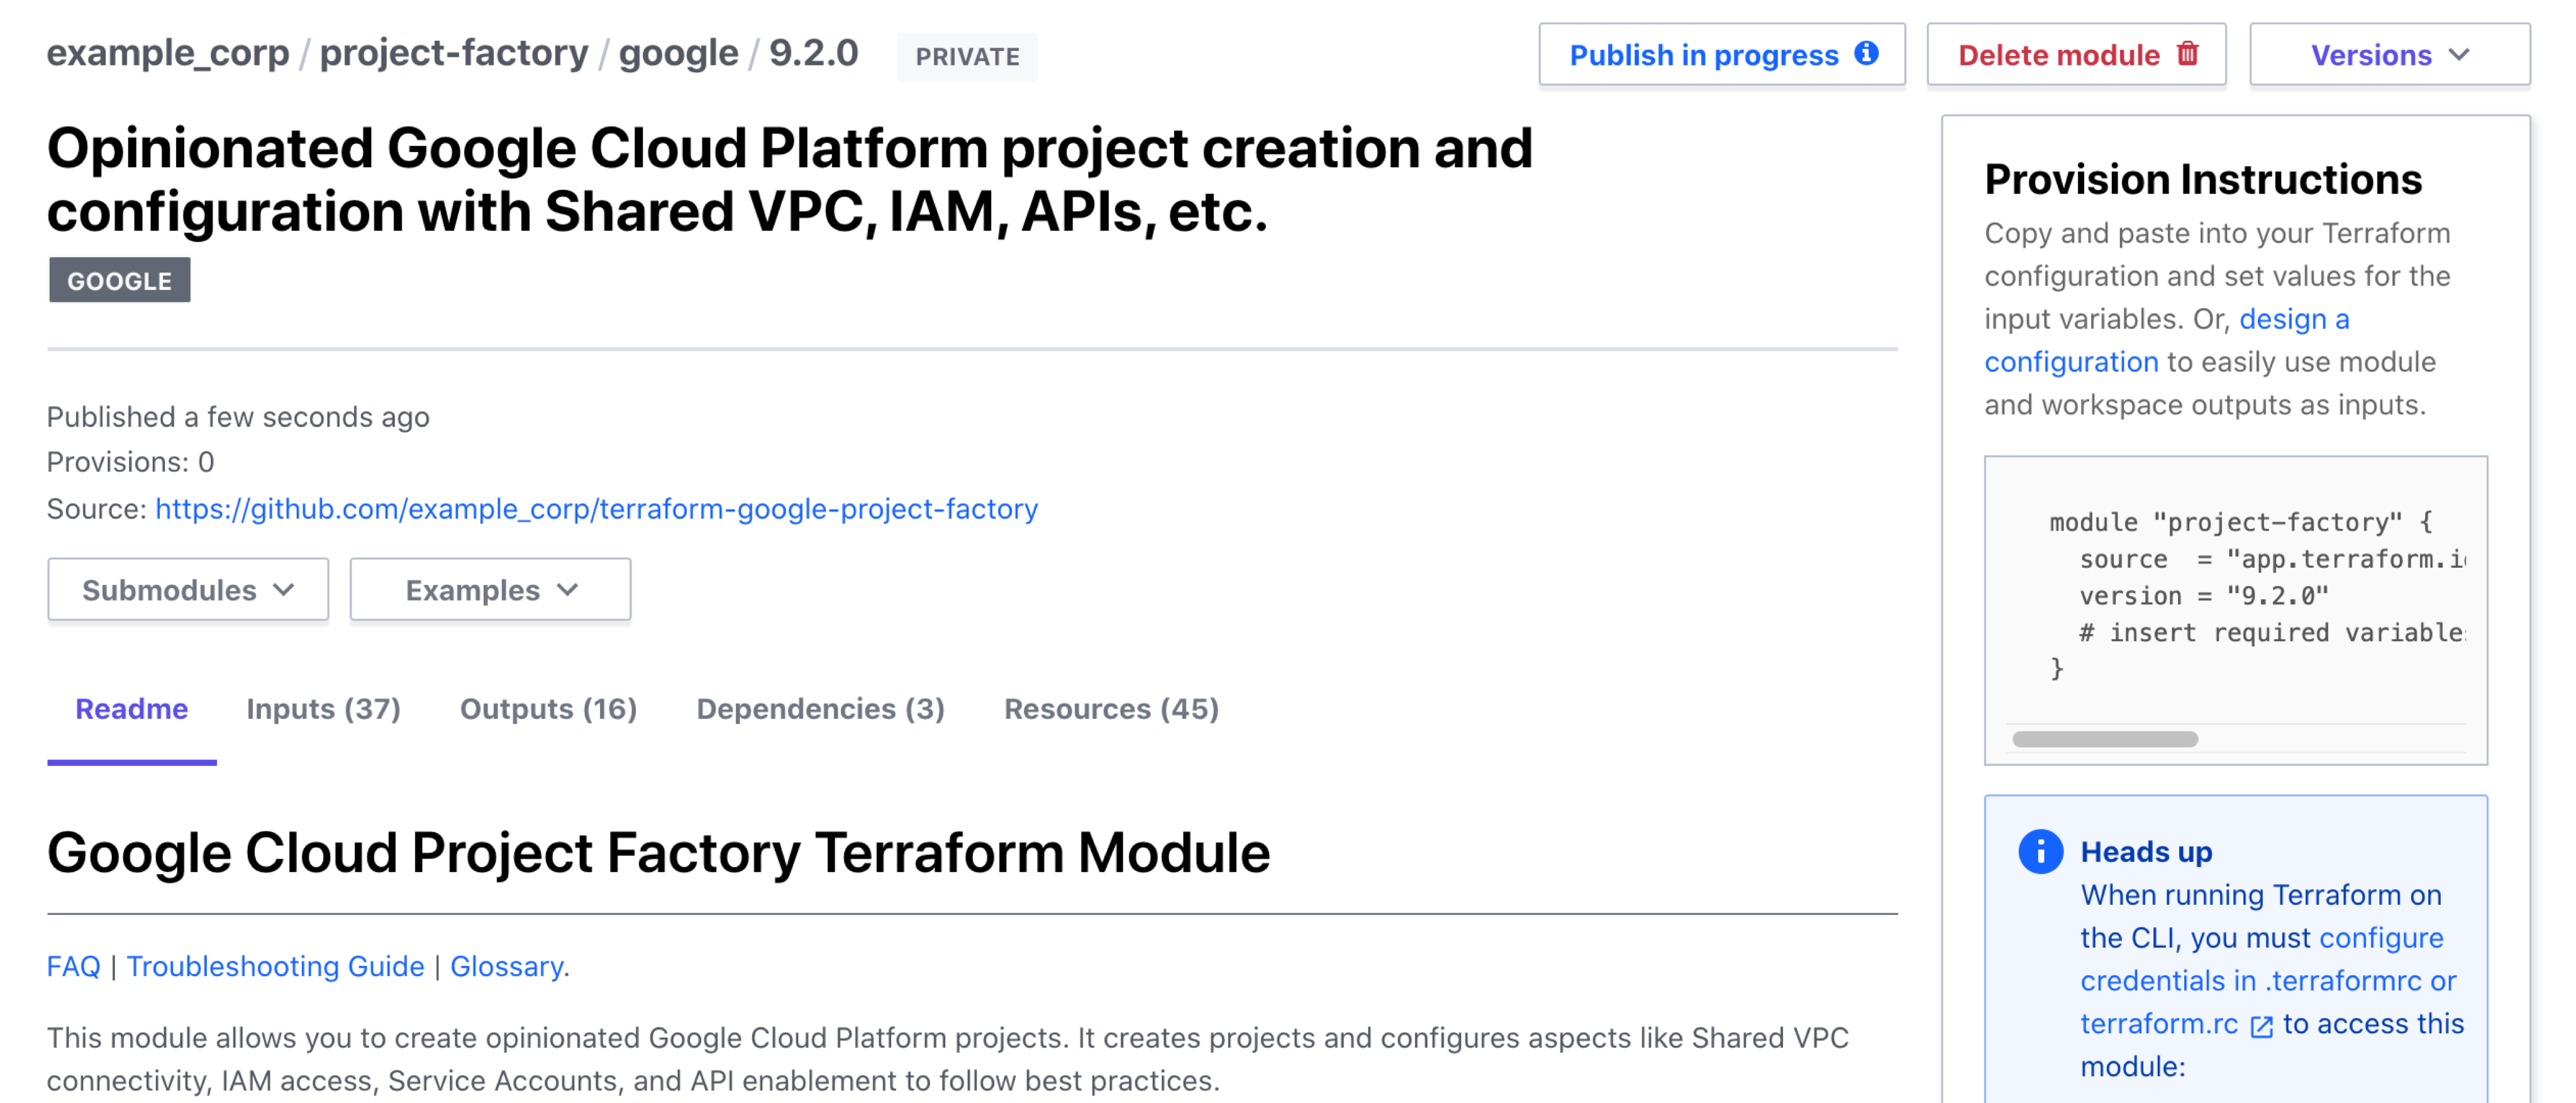 example_corp / project-factory / google / 9.2.0 PRIVATE
Publish in progress Delete module Versions
Opinionated Google Cloud Platform project creation and
configuration with Shared VPC, IAM, APIs, etc.
GOOGLE
Published a few seconds ago
Provisions: 0
Source: https://github.com/example_corp/terraform-google-project-factory
Submodules Examples
Readme Inputs (37) Outputs (16) Dependencies (3) Resources (45)
Google Cloud Project Factory Terraform Module
FAQ | Troubleshooting Guide | Glossary.
This module allows you to create opinionated Google Cloud Platform projects. It creates projects and configures aspects like Shared VPC
connectivity, IAM access, Service Accounts, and API enablement to follow best practices.
Provision Instructions
Copy and paste into your Terraform
configuration and set values for the
input variables. Or, design a
configuration to easily use module
and workspace outputs as inputs.
module "project-factory" {
source = "app.terraform.i
version = "9.2.0"
# insert required variable
}
Heads up
When running Terraform on
the CLI, you must configure
credentials in .terraformrc or
terraform.rc to access this
module: